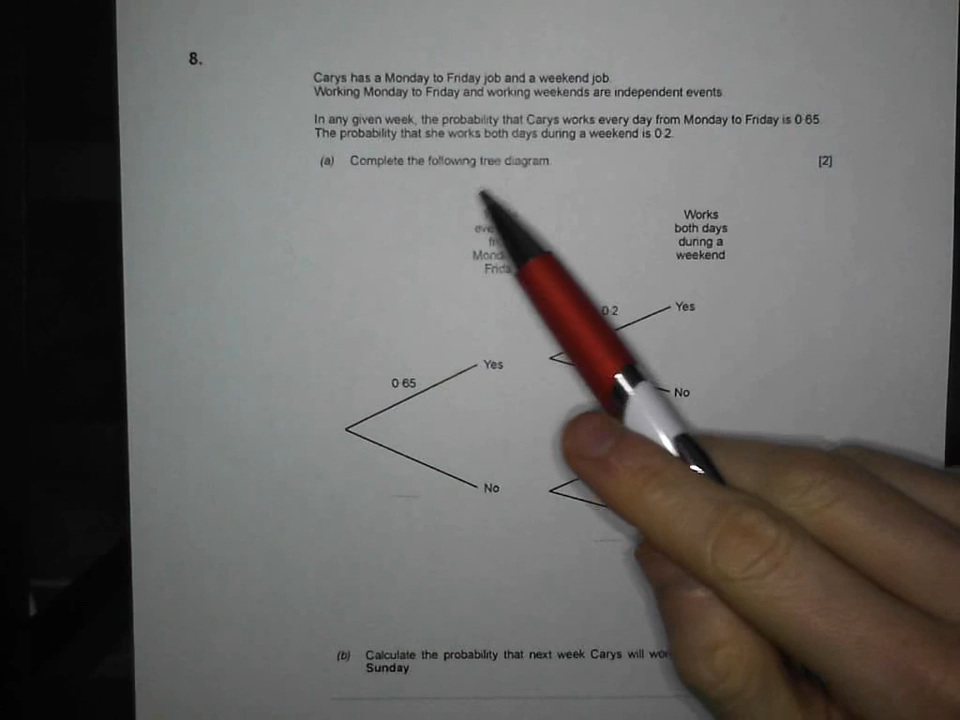 8.
Carys has a Monday to Friday job and a weekend job.
Working Monday to Friday and working weekends are independent events
In any given week, the probability that Carys works every day from Monday to Friday is 0·65.
The probability that she works both days during a weekend is 0·2.
(a) Complete the following tree diagram. [2]
Works
both days
during a
weekend
0·2
Yes
Yes
0·65
No
No
(b) Calculate the probability that next week Carys will
Sunday